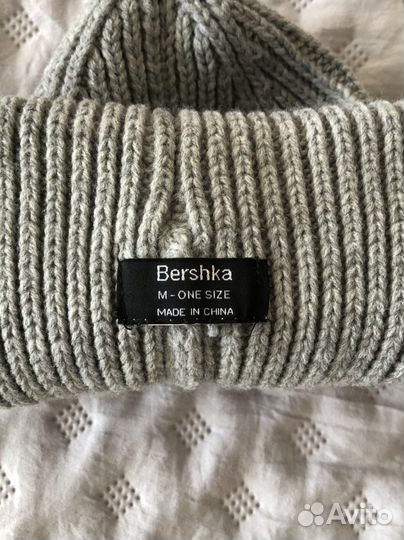 Bershka
M - ONE SIZE
MADE IN CHINA
Avito